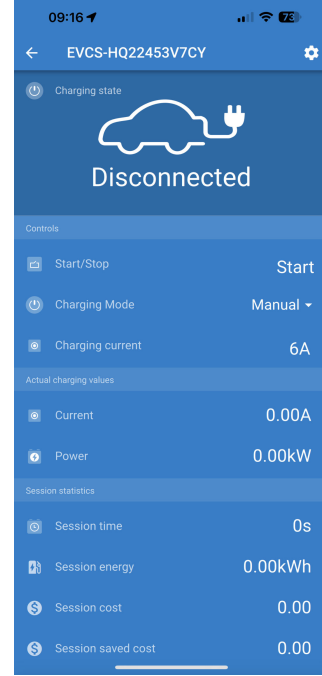 09:16
73
EVCS-HQ22453V7CY
Charging state
Disconnected
Controls
Start/Stop
Start
Charging Mode
Manual
Charging current
6A
Actual charging values
Current
0.00A
Power
0.00kW
Session statistics
Session time
0s
Session energy
0.00kWh
Session cost
0.00
Session saved cost
0.00